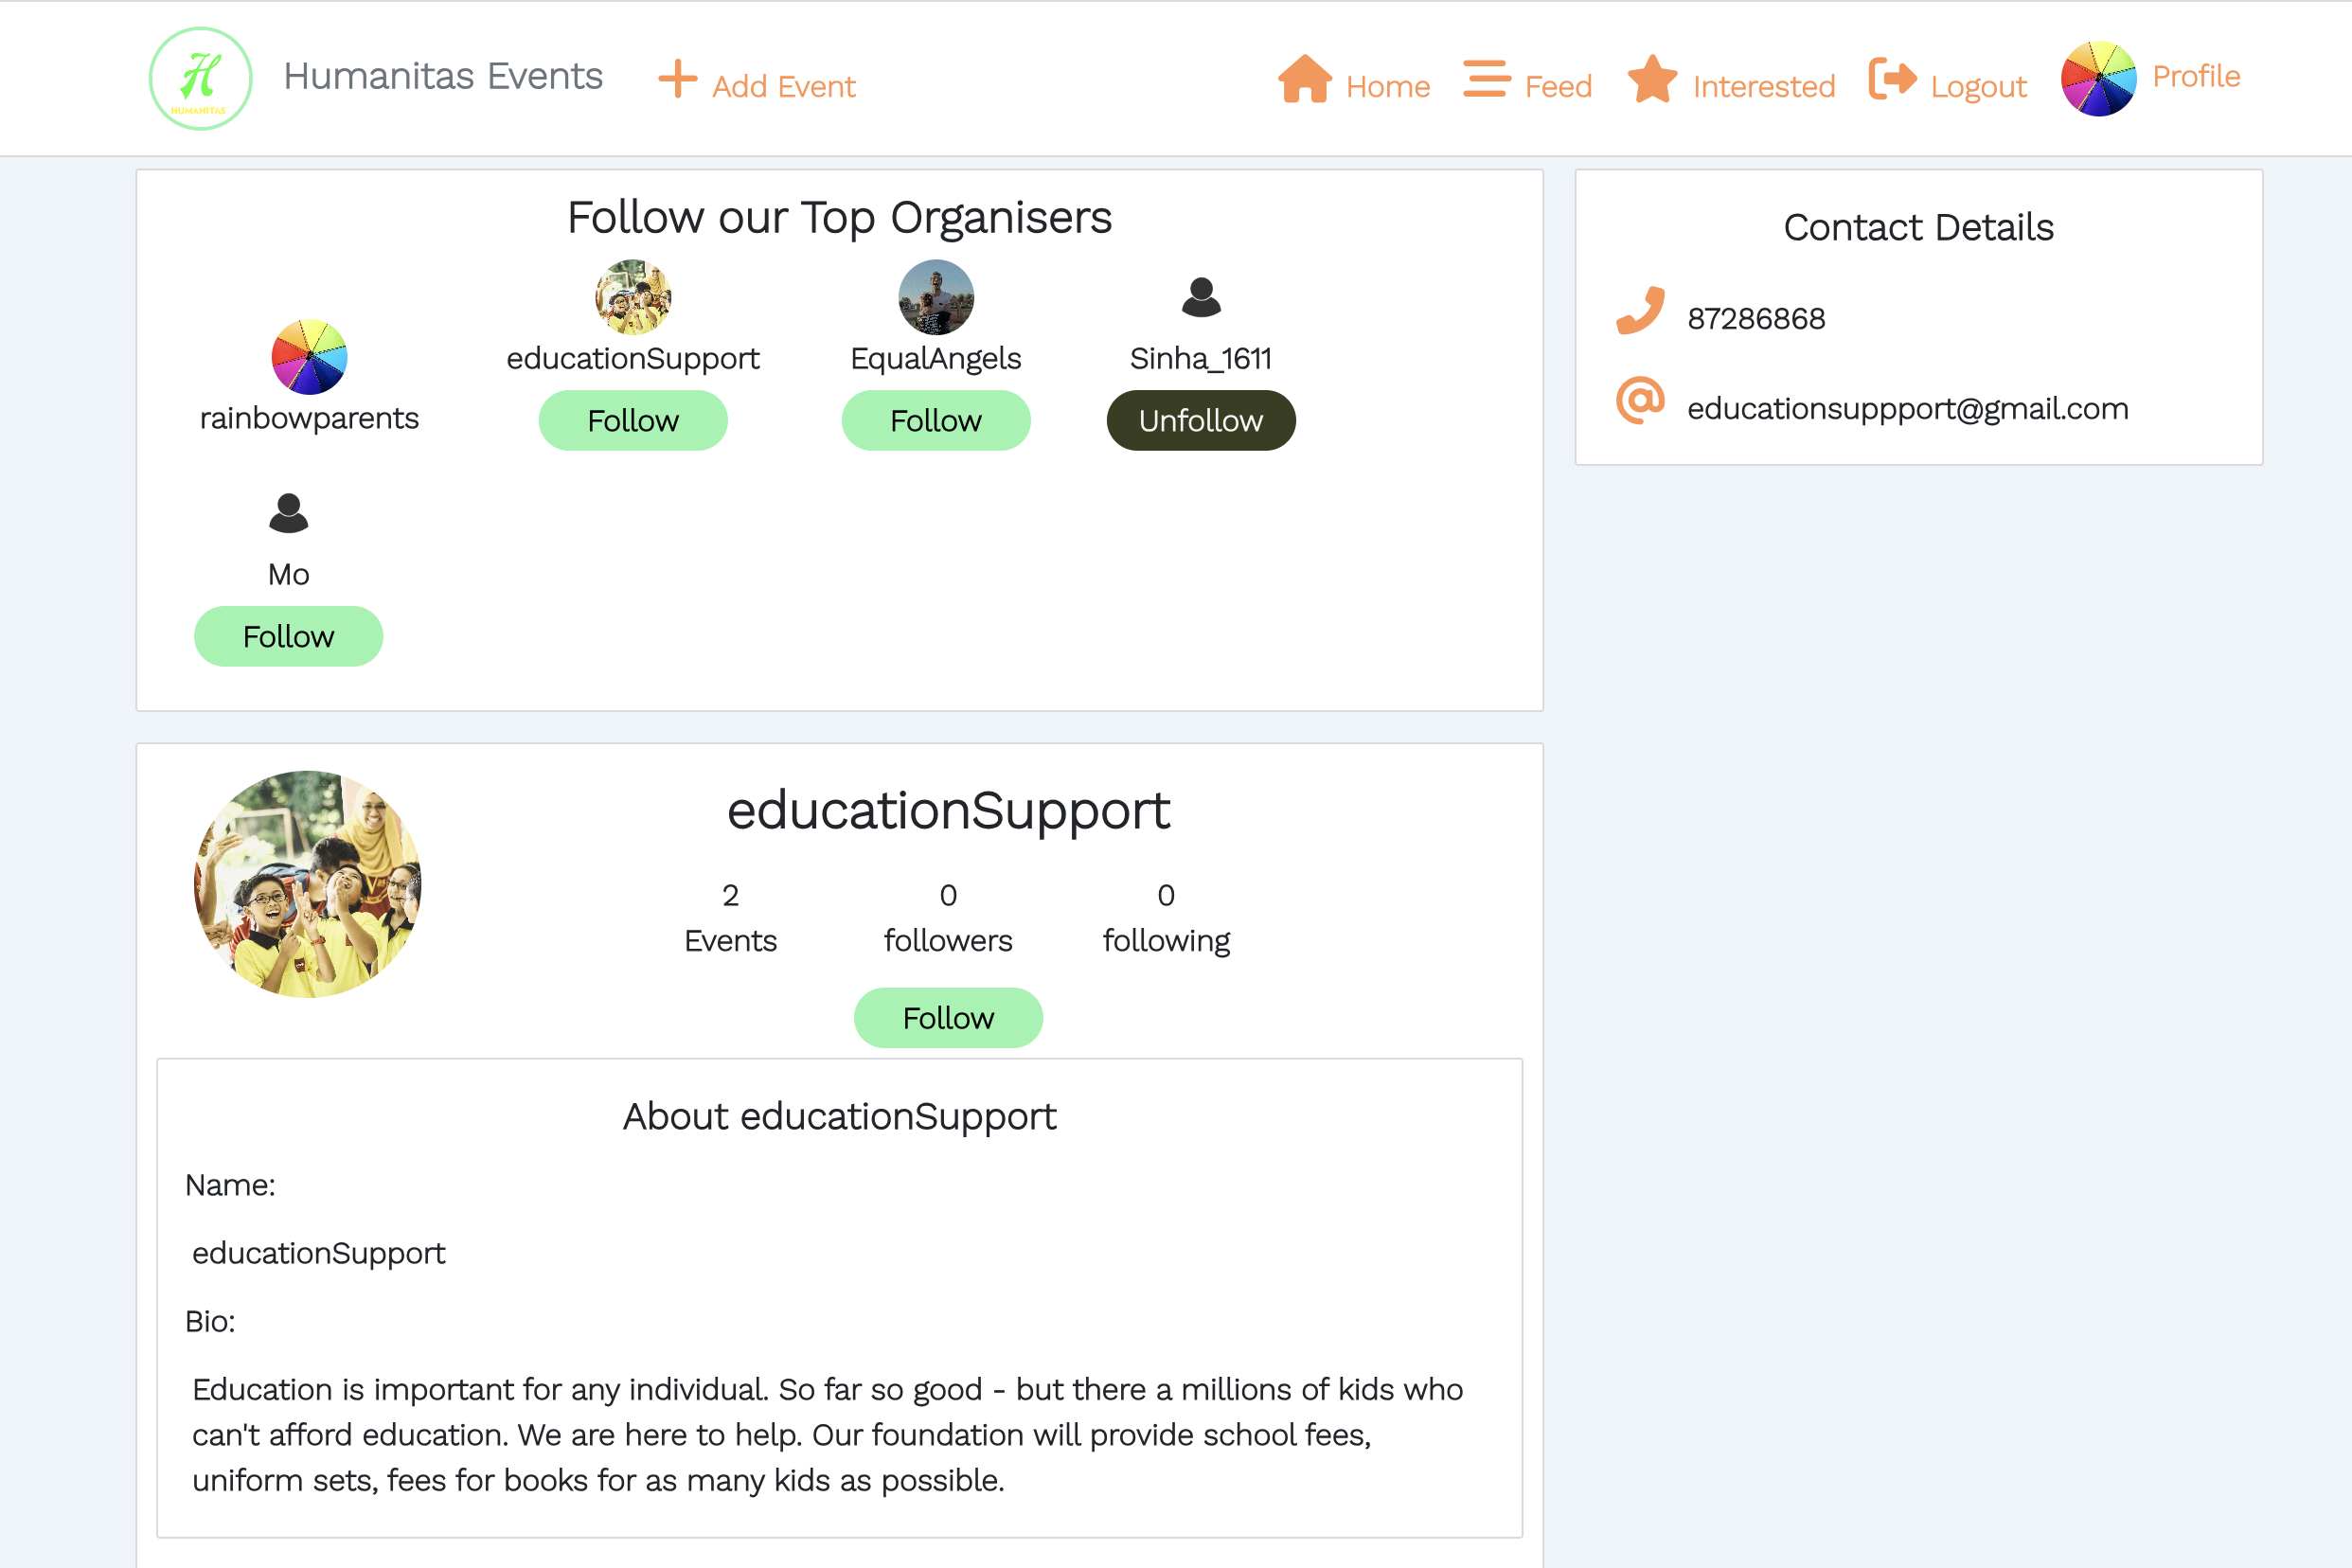 H
HUMANITAS
Humanitas Events
Add Event
Home
Feed
Interested
Logout
Profile
Follow our Top Organisers
rainbowparents
educationSupport
Follow
EqualAngels
Follow
Sinha_1611
Unfollow
Mo
Follow
Contact Details
87286868
educationsuppport@gmail.com
educationSupport
2
Events
0
followers
0
following
Follow
About educationSupport
Name:
educationSupport
Bio:
Education is important for any individual. So far so good - but there a millions of kids who
can't afford education. We are here to help. Our foundation will provide school fees,
uniform sets, fees for books for as many kids as possible.